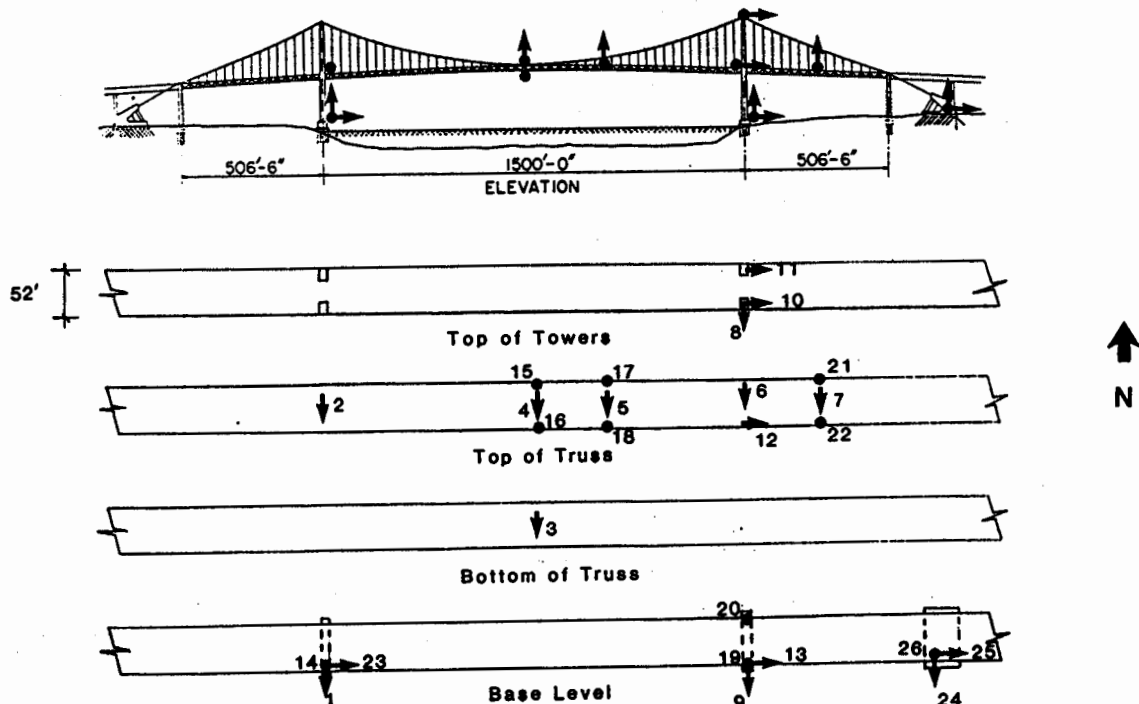 506'-6" 1500'-0" 506'-6"
ELEVATION
52'
11
10
8
Top of Towers
15 17 21
2 4 5 6 7
16 18 12 22
Top of Truss
N
3
Bottom of Truss
20
14 23 19 13 26 25
1 9 24
Base Level